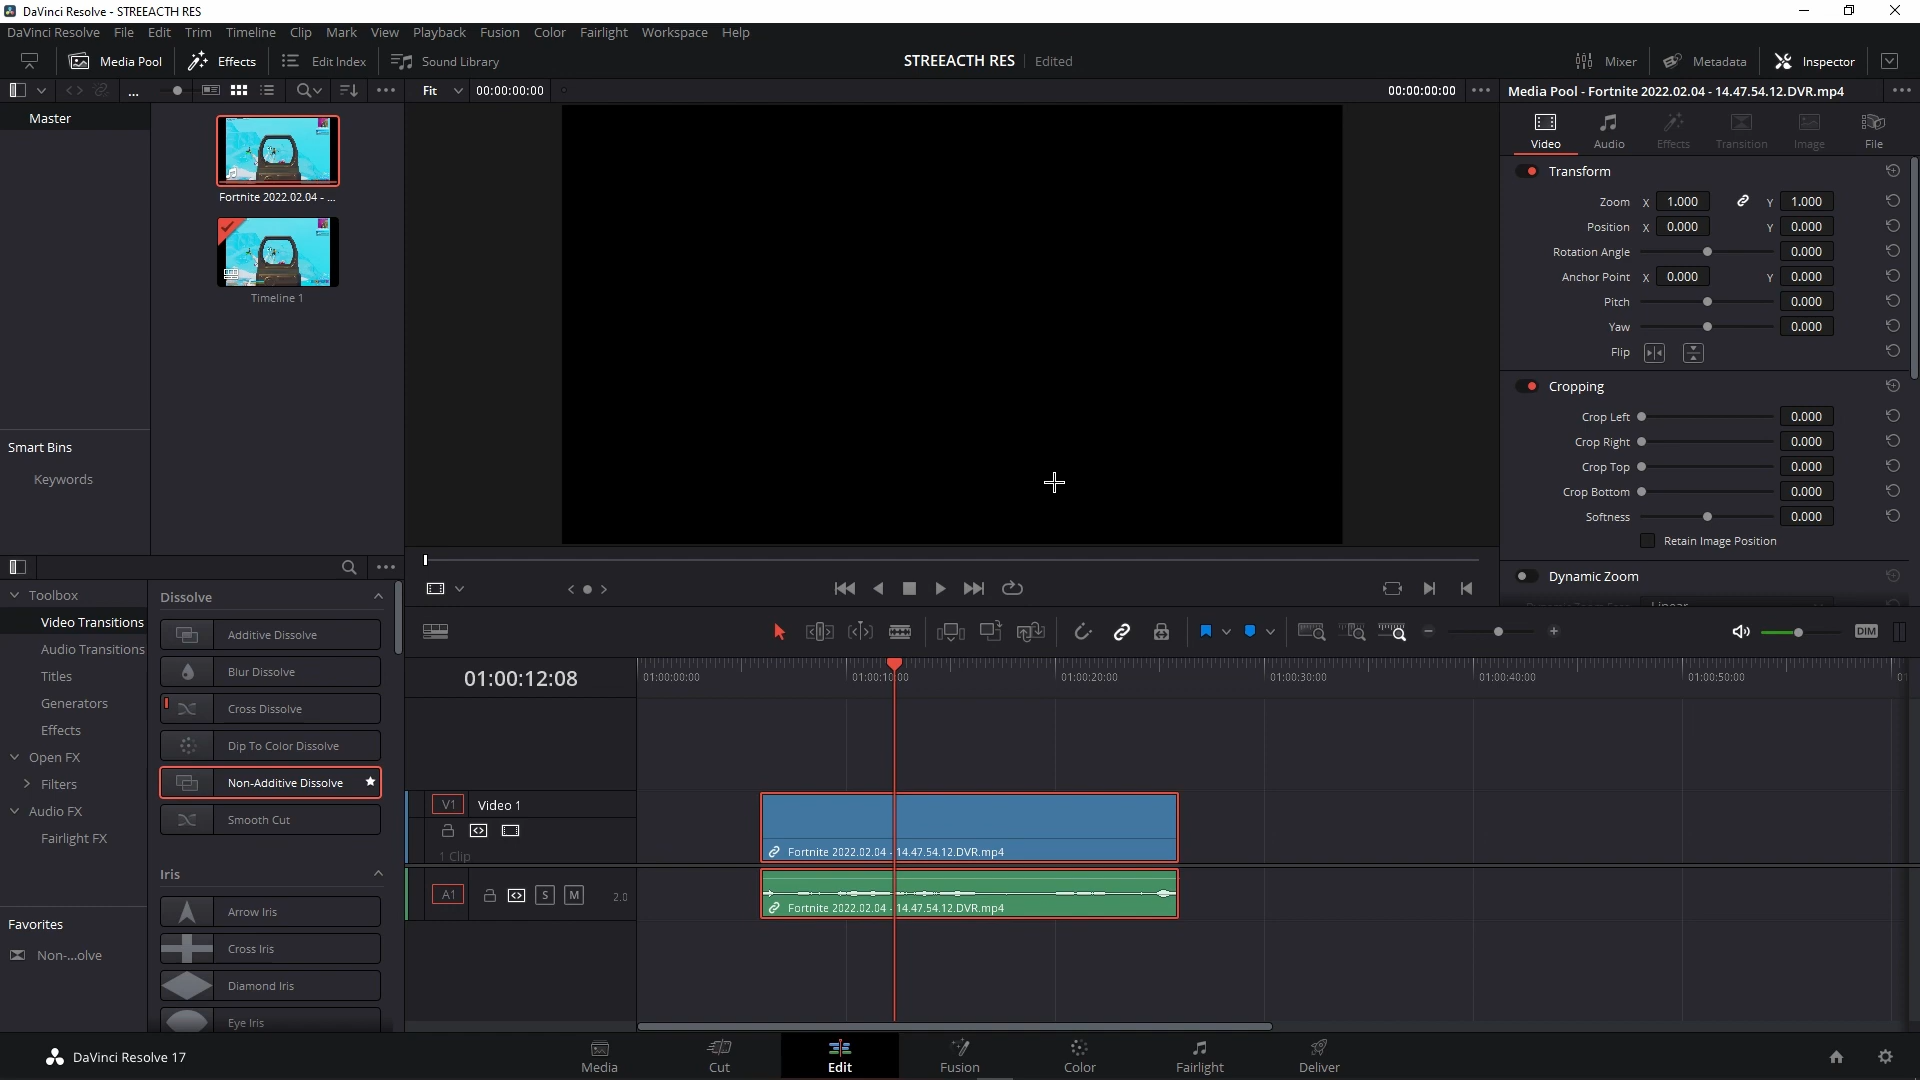 DaVinci Resolve - STREEACTH RES
DaVinci Resolve File Edit Trim Timeline Clip Mark View Playback Fusion Color Fairlight Workspace Help
Media Pool Effects Edit Index Sound Library STREEACTH RES Edited Mixer Metadata Inspector
... Fit 00:00:00:00 00:00:00:00 Media Pool - Fortnite 2022.02.04 - 14.47.54.12.DVR.mp4
Master
Fortnite 2022.02.04 - ...
Timeline 1
Smart Bins
Keywords
Video Audio Effects Transition Image File
Transform
Zoom X 1.000 Y 1.000
Position X 0.000 Y 0.000
Rotation Angle 0.000
Anchor Point X 0.000 Y 0.000
Pitch 0.000
Yaw 0.000
Flip
Cropping
Crop Left 0.000
Crop Right 0.000
Crop Top 0.000
Crop Bottom 0.000
Softness 0.000
Retain Image Position
Dynamic Zoom
Toolbox
Video Transitions
Audio Transitions
Titles
Generators
Effects
Open FX
Filters
Audio FX
Fairlight FX
Favorites
Non-...olve
Dissolve
Additive Dissolve
Blur Dissolve
Cross Dissolve
Dip To Color Dissolve
Non-Additive Dissolve
Smooth Cut
Iris
Arrow Iris
Cross Iris
Diamond Iris
Eye Iris
DIM
01:00:12:08 01:00:00:00 01:00:10:00 01:00:20:00 01:00:30:00 01:00:40:00 01:00:50:00
V1 Video 1
1 Clip
Fortnite 2022.02.04 - 14.47.54.12.DVR.mp4
A1 S M 2.0
Fortnite 2022.02.04 - 14.47.54.12.DVR.mp4
DaVinci Resolve 17 Media Cut Edit Fusion Color Fairlight Deliver